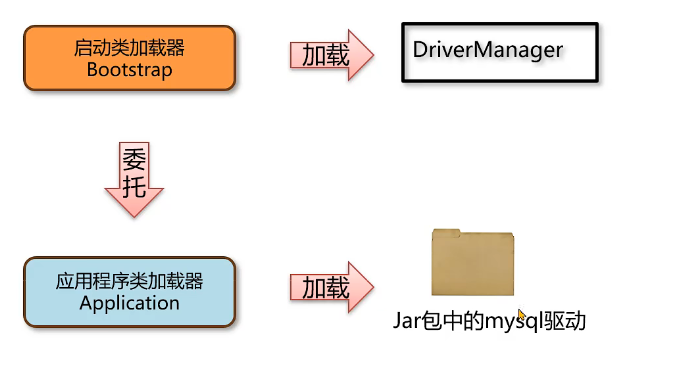 启动类加载器
Bootstrap
加载
DriverManager
委
托
应用程序类加载器
Application
加载
Jar包中的mysql驱动